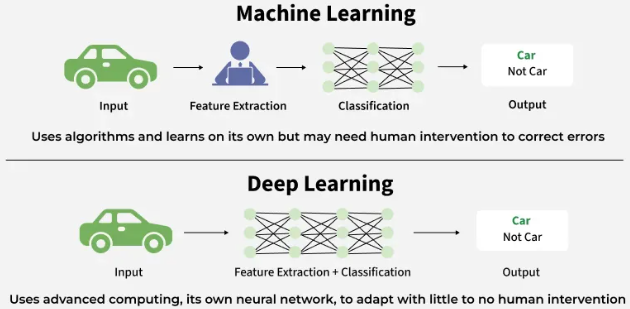 Machine Learning
Car
Not Car
Input
Feature Extraction
Classification
Output
Uses algorithms and learns on its own but may need human intervention to correct errors
Deep Learning
Car
Not Car
Input
Feature Extraction + Classification
Output
Uses advanced computing, its own neural network, to adapt with little to no human intervention